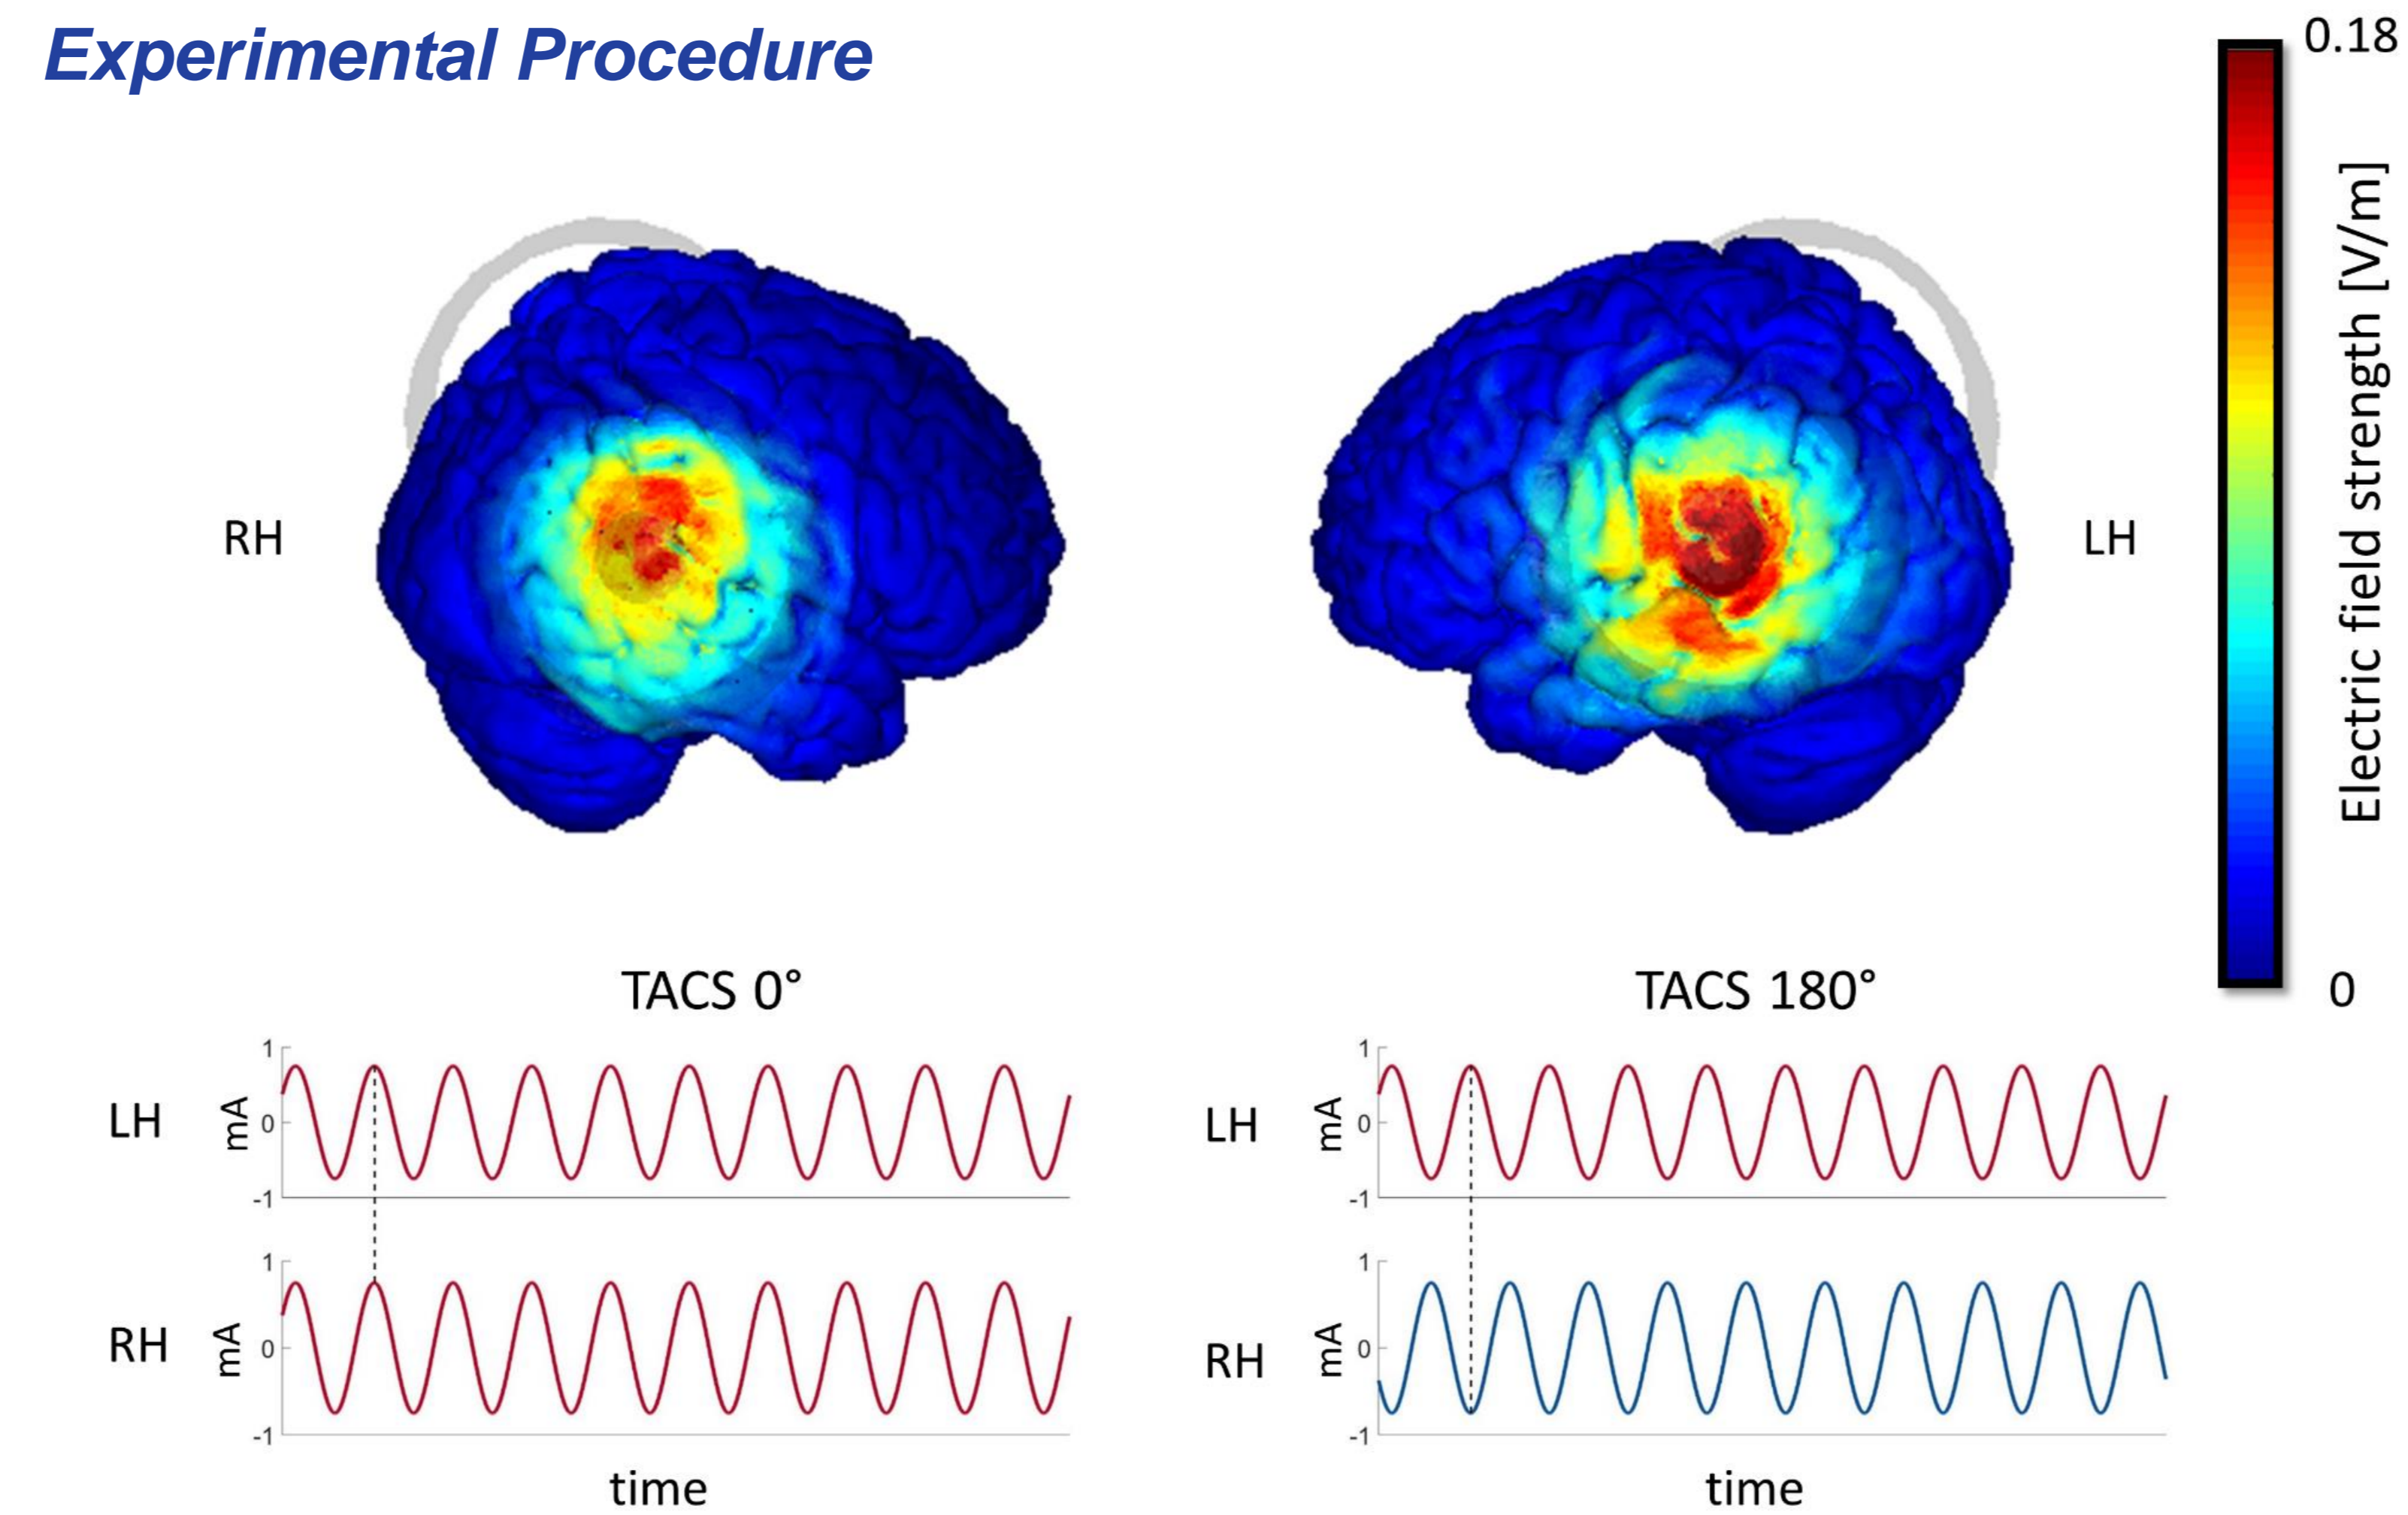 Experimental Procedure
0.18
Electric field strength [V/m]
0
RH
LH
TACS 0°
LH
mA
1
0
-1
RH
mA
1
0
-1
time
TACS 180°
LH
mA
1
0
-1
RH
mA
1
0
-1
time